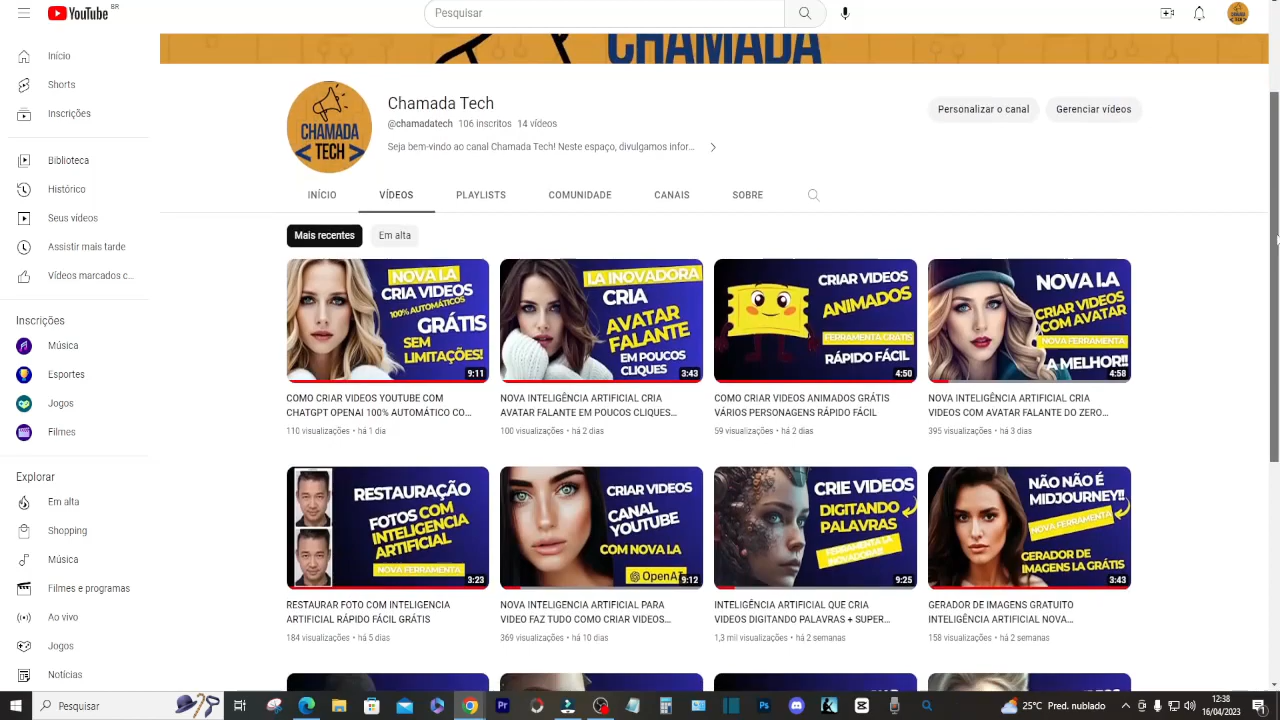 YouTube BR
Pesquisar
Início
Shorts
Inscrições
Biblioteca
Histórico
Seus vídeos
Assistir mais tarde
Vídeos marcados c...
Inscrições
Música
Esportes
Jogos
Filmes
Explorar
Em alta
Shopping
Música
Filmes e programas
Ao vivo
Jogos
Notícias
CHAMADA
CHAMADA
<TECH>
Chamada Tech
@chamadatech 106 inscritos 14 vídeos
Seja bem-vindo ao canal Chamada Tech! Neste espaço, divulgamos infor...
Personalizar o canal
Gerenciar vídeos
INÍCIO VÍDEOS PLAYLISTS COMUNIDADE CANAIS SOBRE
Mais recentes Em alta
NOVA I.A
CRIA VIDEOS
100% AUTOMÁTICOS
GRÁTIS
SEM
LIMITAÇÕES!
9:11
COMO CRIAR VIDEOS YOUTUBE COM
CHATGPT OPENAI 100% AUTOMÁTICO CO...
110 visualizações • há 1 dia
I.A INOVADORA
CRIA
AVATAR
FALANTE
EM POUCOS
CLIQUES
3:43
NOVA INTELIGÊNCIA ARTIFICIAL CRIA
AVATAR FALANTE EM POUCOS CLIQUES...
100 visualizações • há 2 dias
CRIAR VIDEOS
ANIMADOS
FERRAMENTA GRATIS
RÁPIDO FÁCIL
4:50
COMO CRIAR VIDEOS ANIMADOS GRÁTIS
VÁRIOS PERSONAGENS RÁPIDO FÁCIL
59 visualizações • há 2 dias
NOVA I.A
CRIAR VIDEOS
COM AVATAR
NOVA FERRAMENTA
A MELHOR!!
4:58
NOVA INTELIGÊNCIA ARTIFICIAL CRIA
VIDEOS COM AVATAR FALANTE DO ZERO...
395 visualizações • há 3 dias
RESTAURAÇÃO
FOTOS COM
INTELIGENCIA
ARTIFICIAL
NOVA FERRAMENTA
3:23
RESTAURAR FOTO COM INTELIGENCIA
ARTIFICIAL RÁPIDO FÁCIL GRÁTIS
184 visualizações • há 5 dias
CRIAR VIDEOS
CANAL
YOUTUBE
COM NOVA I.A
OpenAI
9:12
NOVA INTELIGENCIA ARTIFICIAL PARA
VIDEO FAZ TUDO COMO CRIAR VIDEOS...
369 visualizações • há 10 dias
CRIE VIDEOS
DIGITANDO
PALAVRAS
FERRAMENTA I.A
INOVADORA
9:25
INTELIGÊNCIA ARTIFICIAL QUE CRIA
VIDEOS DIGITANDO PALAVRAS + SUPER...
1,3 mil visualizações • há 2 semanas
NÃO NÃO É
MIDJOURNEY!!
NOVA FERRAMENTA
GERADOR DE
IMAGENS I.A GRÁTIS
3:43
GERADOR DE IMAGENS GRATUITO
INTELIGÊNCIA ARTIFICIAL NOVA...
158 visualizações • há 2 semanas
Pesquisar
25°C Pred. nublado
12:38
16/04/2023